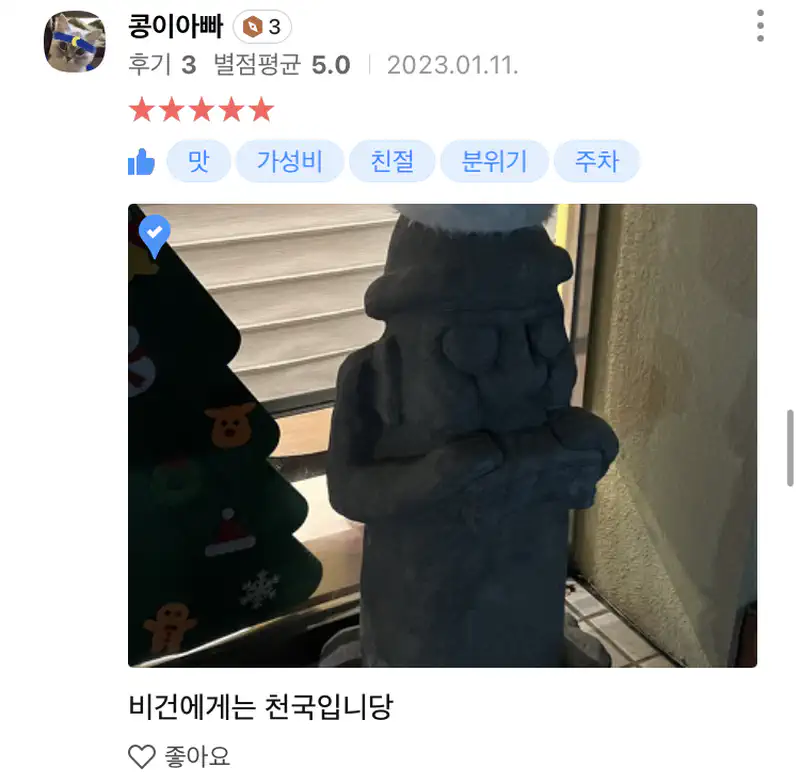 콩이아빠 3
후기 3 별점평균 5.0 2023.01.11.
맛 가성비 친절 분위기 주차
비건에게는 천국입니당
좋아요